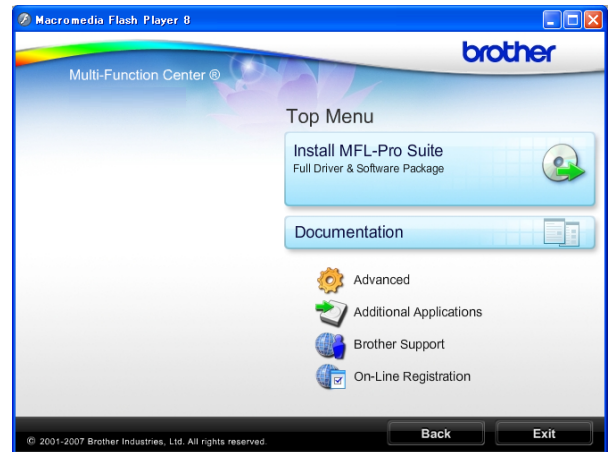 Macromedia Flash Player 8
brother
Multi-Function Center ®
Top Menu
Install MFL-Pro Suite
Full Driver & Software Package
Documentation
Advanced
Additional Applications
Brother Support
On-Line Registration
© 2001-2007 Brother Industries, Ltd. All rights reserved.
Back
Exit